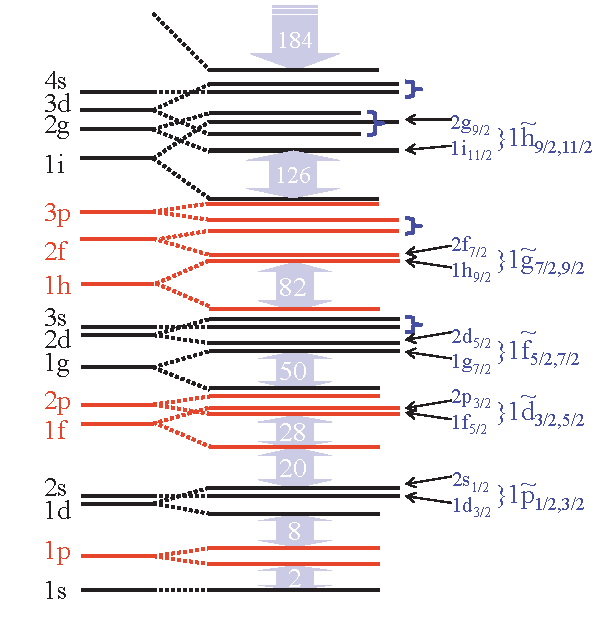 184
4s
3d
2g
1i
2g9/2
1i11/2
}1h̃9/2,11/2
126
3p
2f
1h
2f7/2
1h9/2
}1g̃7/2,9/2
82
3s
2d
1g
2d5/2
1g7/2
}1f̃5/2,7/2
50
2p
1f
2p3/2
1f5/2
}1d̃3/2,5/2
28
20
2s
1d
2s1/2
1d3/2
}1p̃1/2,3/2
8
1p
2
1s